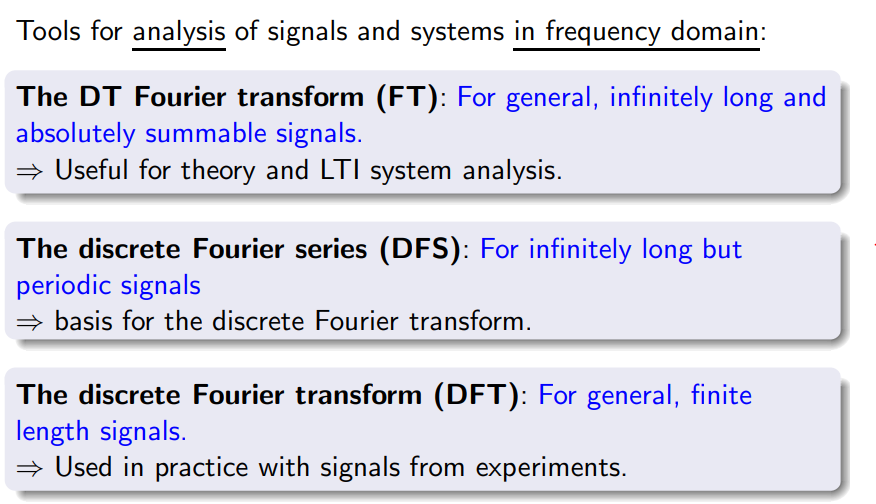 Tools for analysis of signals and systems in frequency domain:
The DT Fourier transform (FT): For general, infinitely long and
absolutely summable signals.
⇒ Useful for theory and LTI system analysis.
The discrete Fourier series (DFS): For infinitely long but
periodic signals
⇒ basis for the discrete Fourier transform.
The discrete Fourier transform (DFT): For general, finite
length signals.
⇒ Used in practice with signals from experiments.